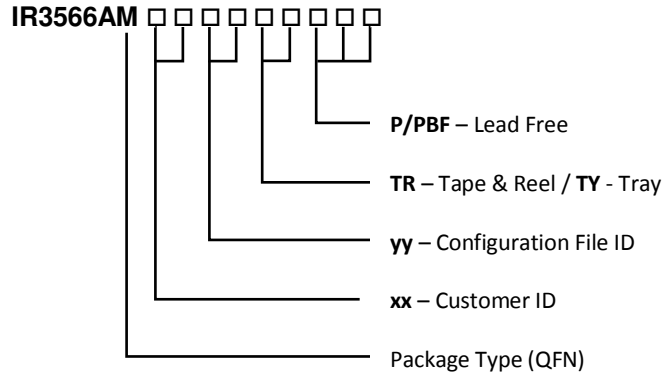 IR3566AM □ □ □ □ □ □ □ □ □
P/PBF – Lead Free
TR – Tape & Reel / TY - Tray
yy – Configuration File ID
xx – Customer ID
Package Type (QFN)